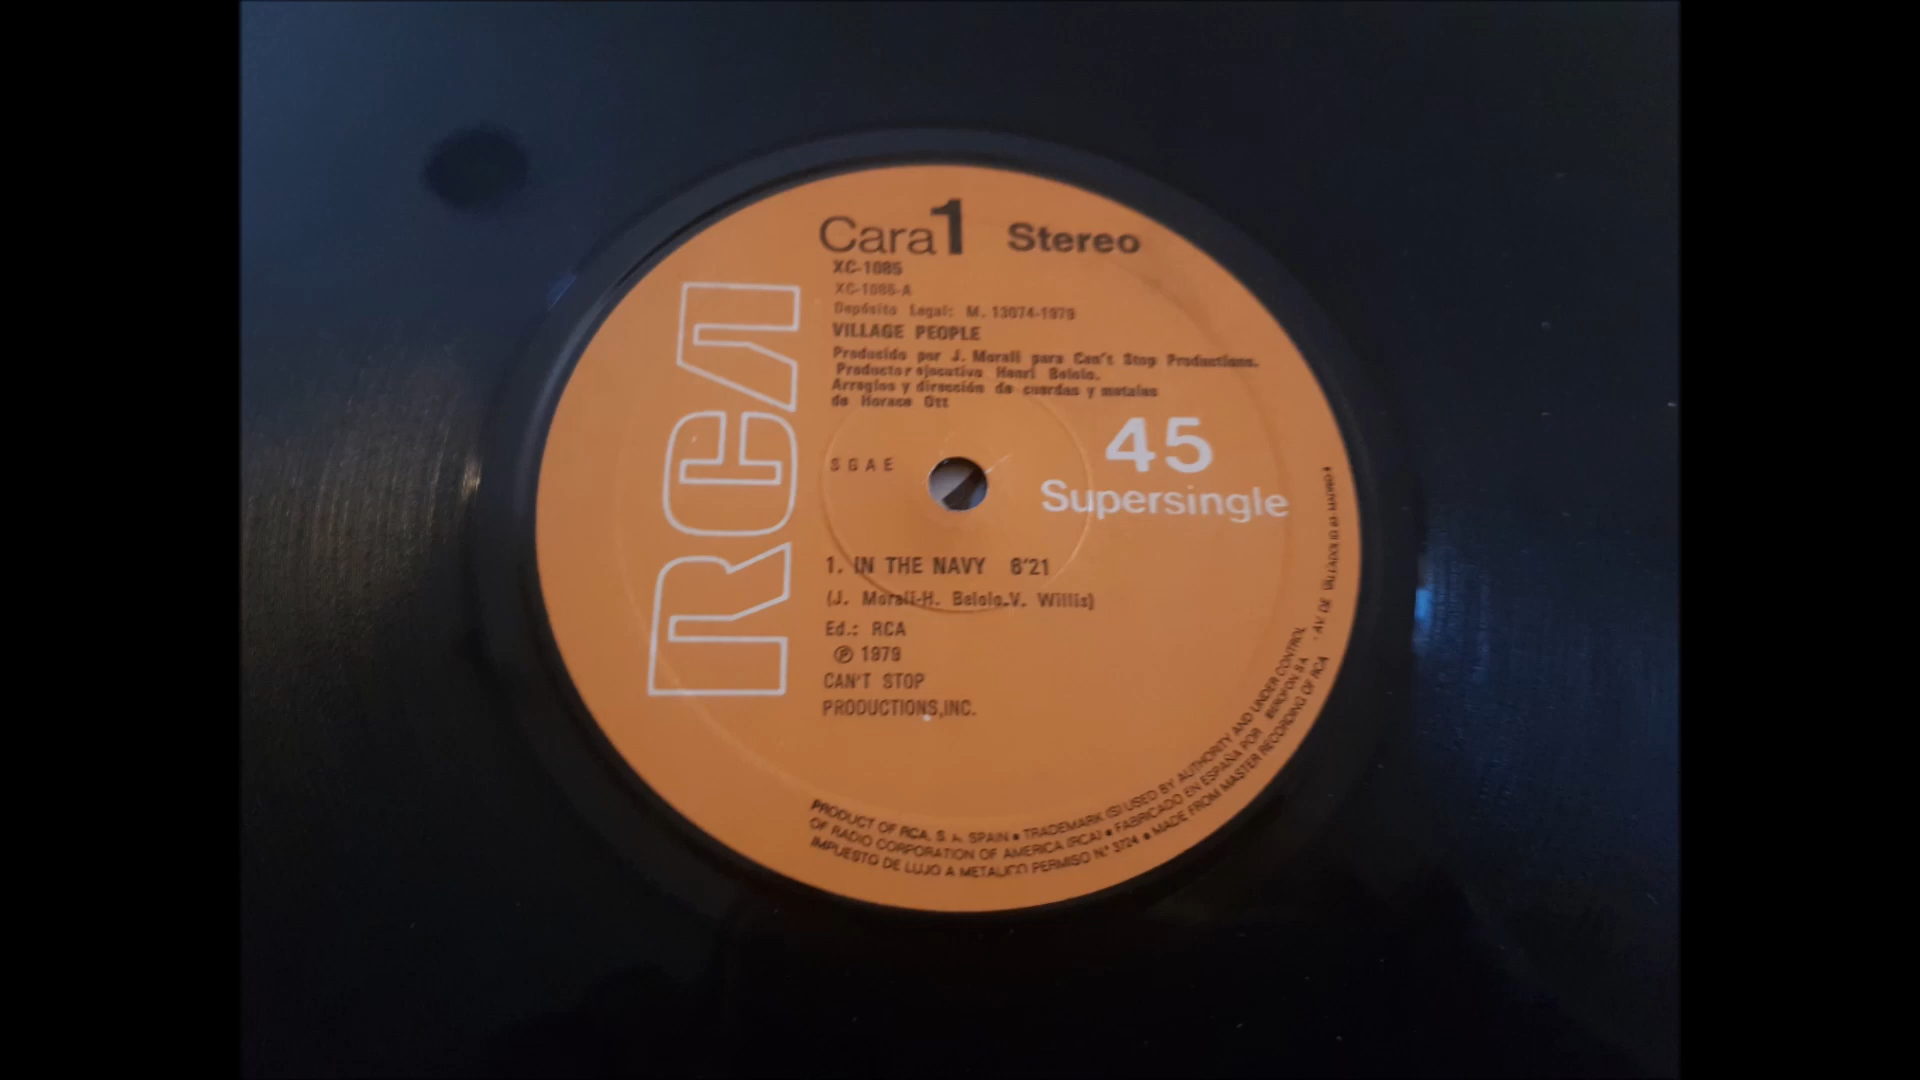 Cara 1 Stereo
XC-1085
XC-1085-A
Depósito Legal: M. 13074-1979
VILLAGE PEOPLE
Producido por J. Morali para Can't Stop Productions.
Productor ejecutivo Henri Belolo.
Arreglos y dirección de cuerdas y metales
de Horace Ott
RCA
SGAE
45
Supersingle
1. IN THE NAVY 6'21
(J. Morali-H. Belolo.V. Willis)
Ed.: RCA
℗ 1979
CAN'T STOP
PRODUCTIONS,INC.
PRODUCT OF RCA, S. A. SPAIN • TRADEMARK (S) USED BY AUTHORITY AND UNDER CONTROL
OF RADIO CORPORATION OF AMERICA (RCA) • FABRICADO EN ESPAÑA POR IBEROFON SA
IMPUESTO DE LUJO A METALICO PERMISO N.º 3724 • MADE FROM MASTER RECORDING OF RCA